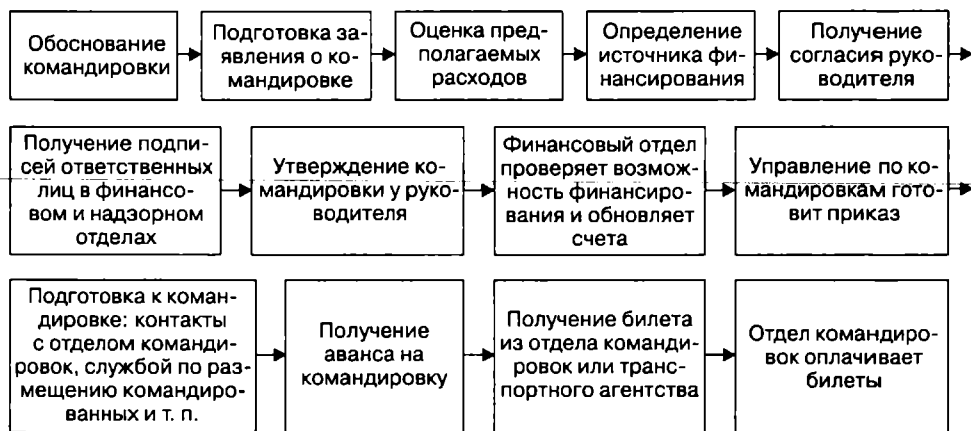 Обоснование
командировки
Подготовка за-
явления о ко-
мандировке
Оценка пред-
полагаемых
расходов
Определение
источника фи-
нансирования
Получение
согласия руко-
водителя
Получение подпи-
сей ответственных
лиц в финансо-
вом и надзорном
отделах
Утверждение ко-
мандировки у руко-
водителя
Финансовый отдел
проверяет возмож-
ность финансиро-
вания и обновляет
счета
Управление по ко-
мандировкам гото-
вит приказ
Подготовка к коман-
дировке: контакты
с отделом командi-
ровок, службой по раз-
мещению командиро-
ванных и т. п.
Получение
аванса на
командировку
Получение билета
из отдела команди-
ровок или транс-
портного агентства
Отдел командиро-
вок оплачивает
билеты